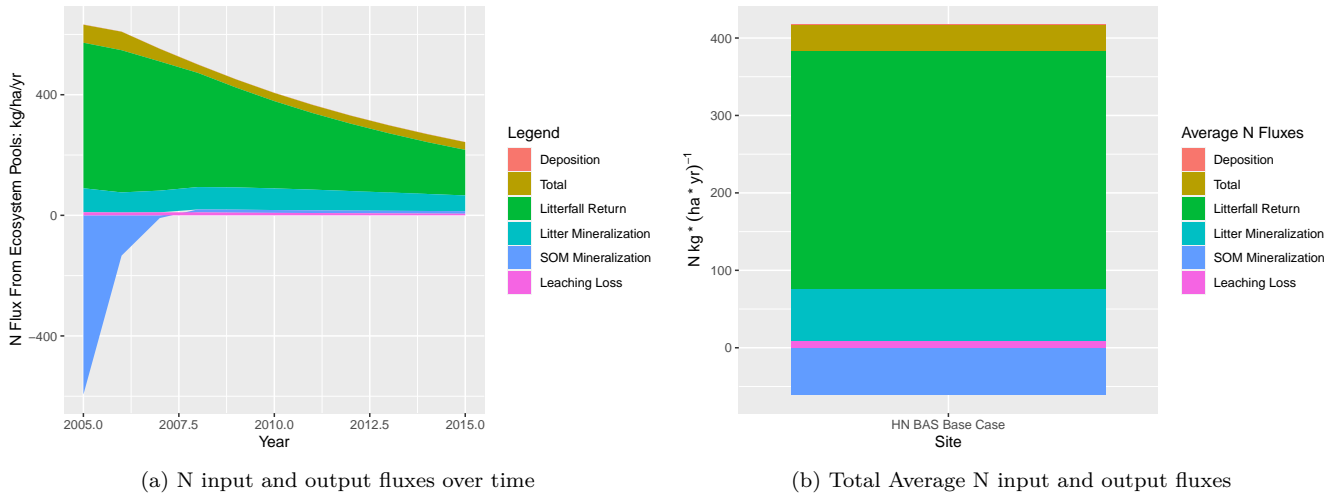 N Flux From Ecosystem Pools: kg/ha/yr
400
0
−400
2005.0 2007.5 2010.0 2012.5 2015.0
Year
Legend
Deposition
Total
Litterfall Return
Litter Mineralization
SOM Mineralization
Leaching Loss
(a) N input and output fluxes over time
N kg * (ha * yr)⁻¹
400
300
200
100
0
HN BAS Base Case
Site
Average N Fluxes
Deposition
Total
Litterfall Return
Litter Mineralization
SOM Mineralization
Leaching Loss
(b) Total Average N input and output fluxes